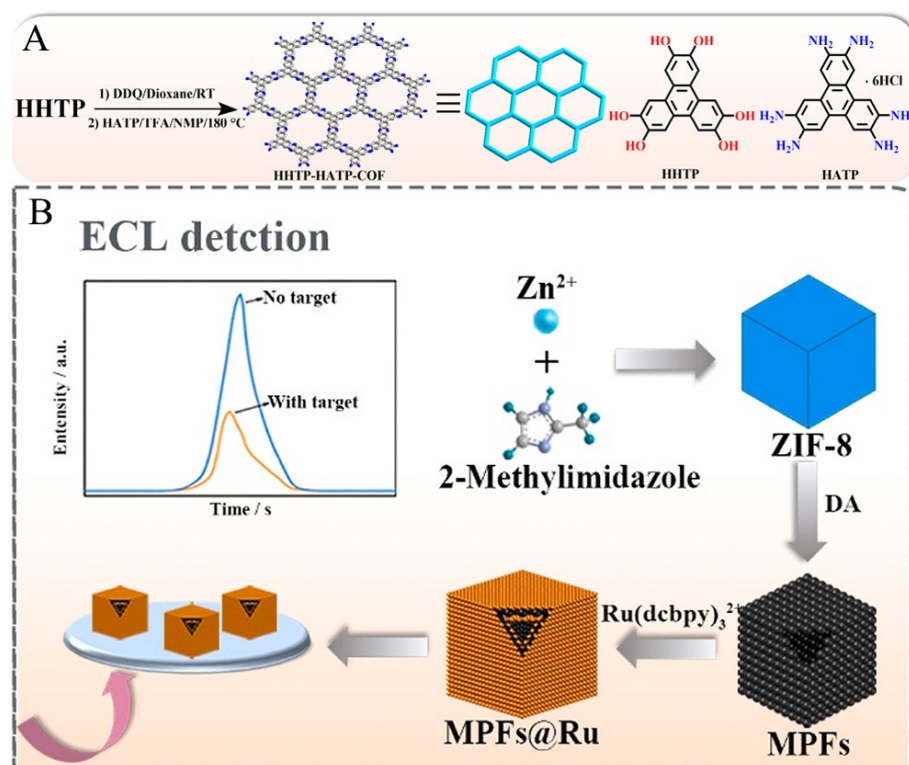 A
HHTP
1) DDQ/Dioxane/RT
2) HATP/TFA/NMP/180 °C
HHTP-HATP-COF
HO OH
HO OH
HO OH
HHTP
NH₂ NH₂
· 6HCl
H₂N NH
H₂N NH₂
HATP
B
ECL detction
Entensity / a.u.
No target
With target
Time / s
Zn²⁺
+
2-Methylimidazole
ZIF-8
DA
MPFs
Ru(dcbpy)₃²⁺
MPFs@Ru